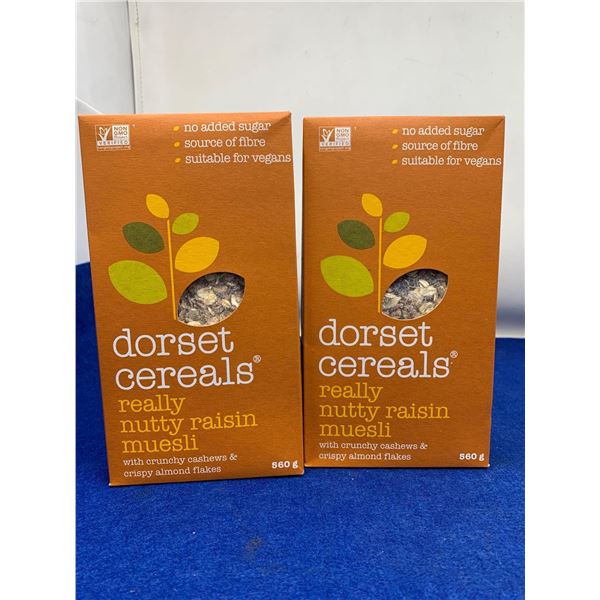 NON
GMO
Project
VERIFIED
no added sugar
source of fibre
suitable for vegans
dorset
cereals®
really
nutty raisin
muesli
with crunchy cashews &
crispy almond flakes
560 g
NON
GMO
Project
VERIFIED
no added sugar
source of fibre
suitable for vegans
dorset
cereals®
really
nutty raisin
muesli
with crunchy cashews &
crispy almond flakes
560 g